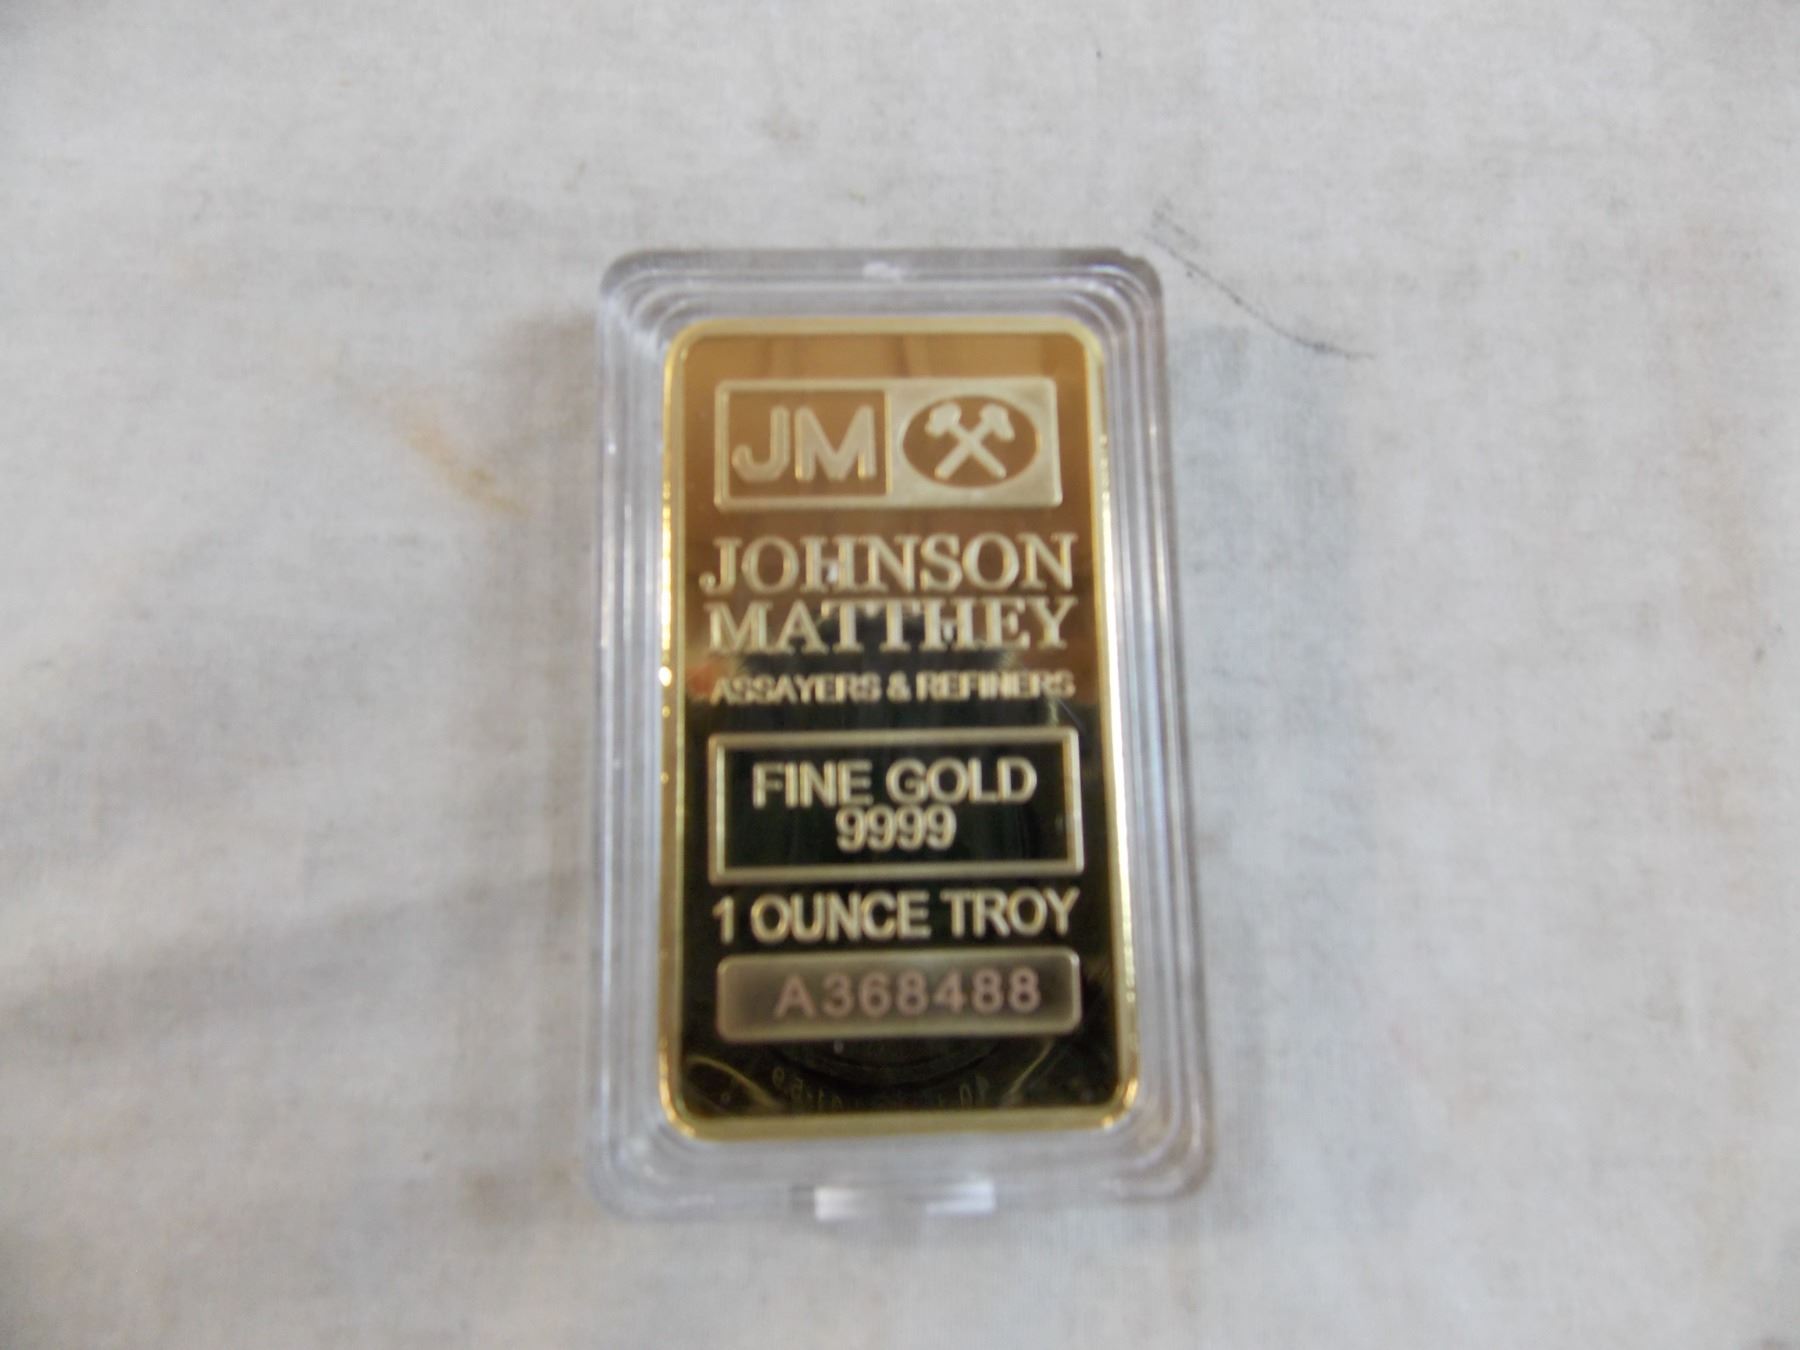 JM
JOHNSON
MATTHEY
ASSAYERS & REFINERS
FINE GOLD
9999
1 OUNCE TROY
A368488